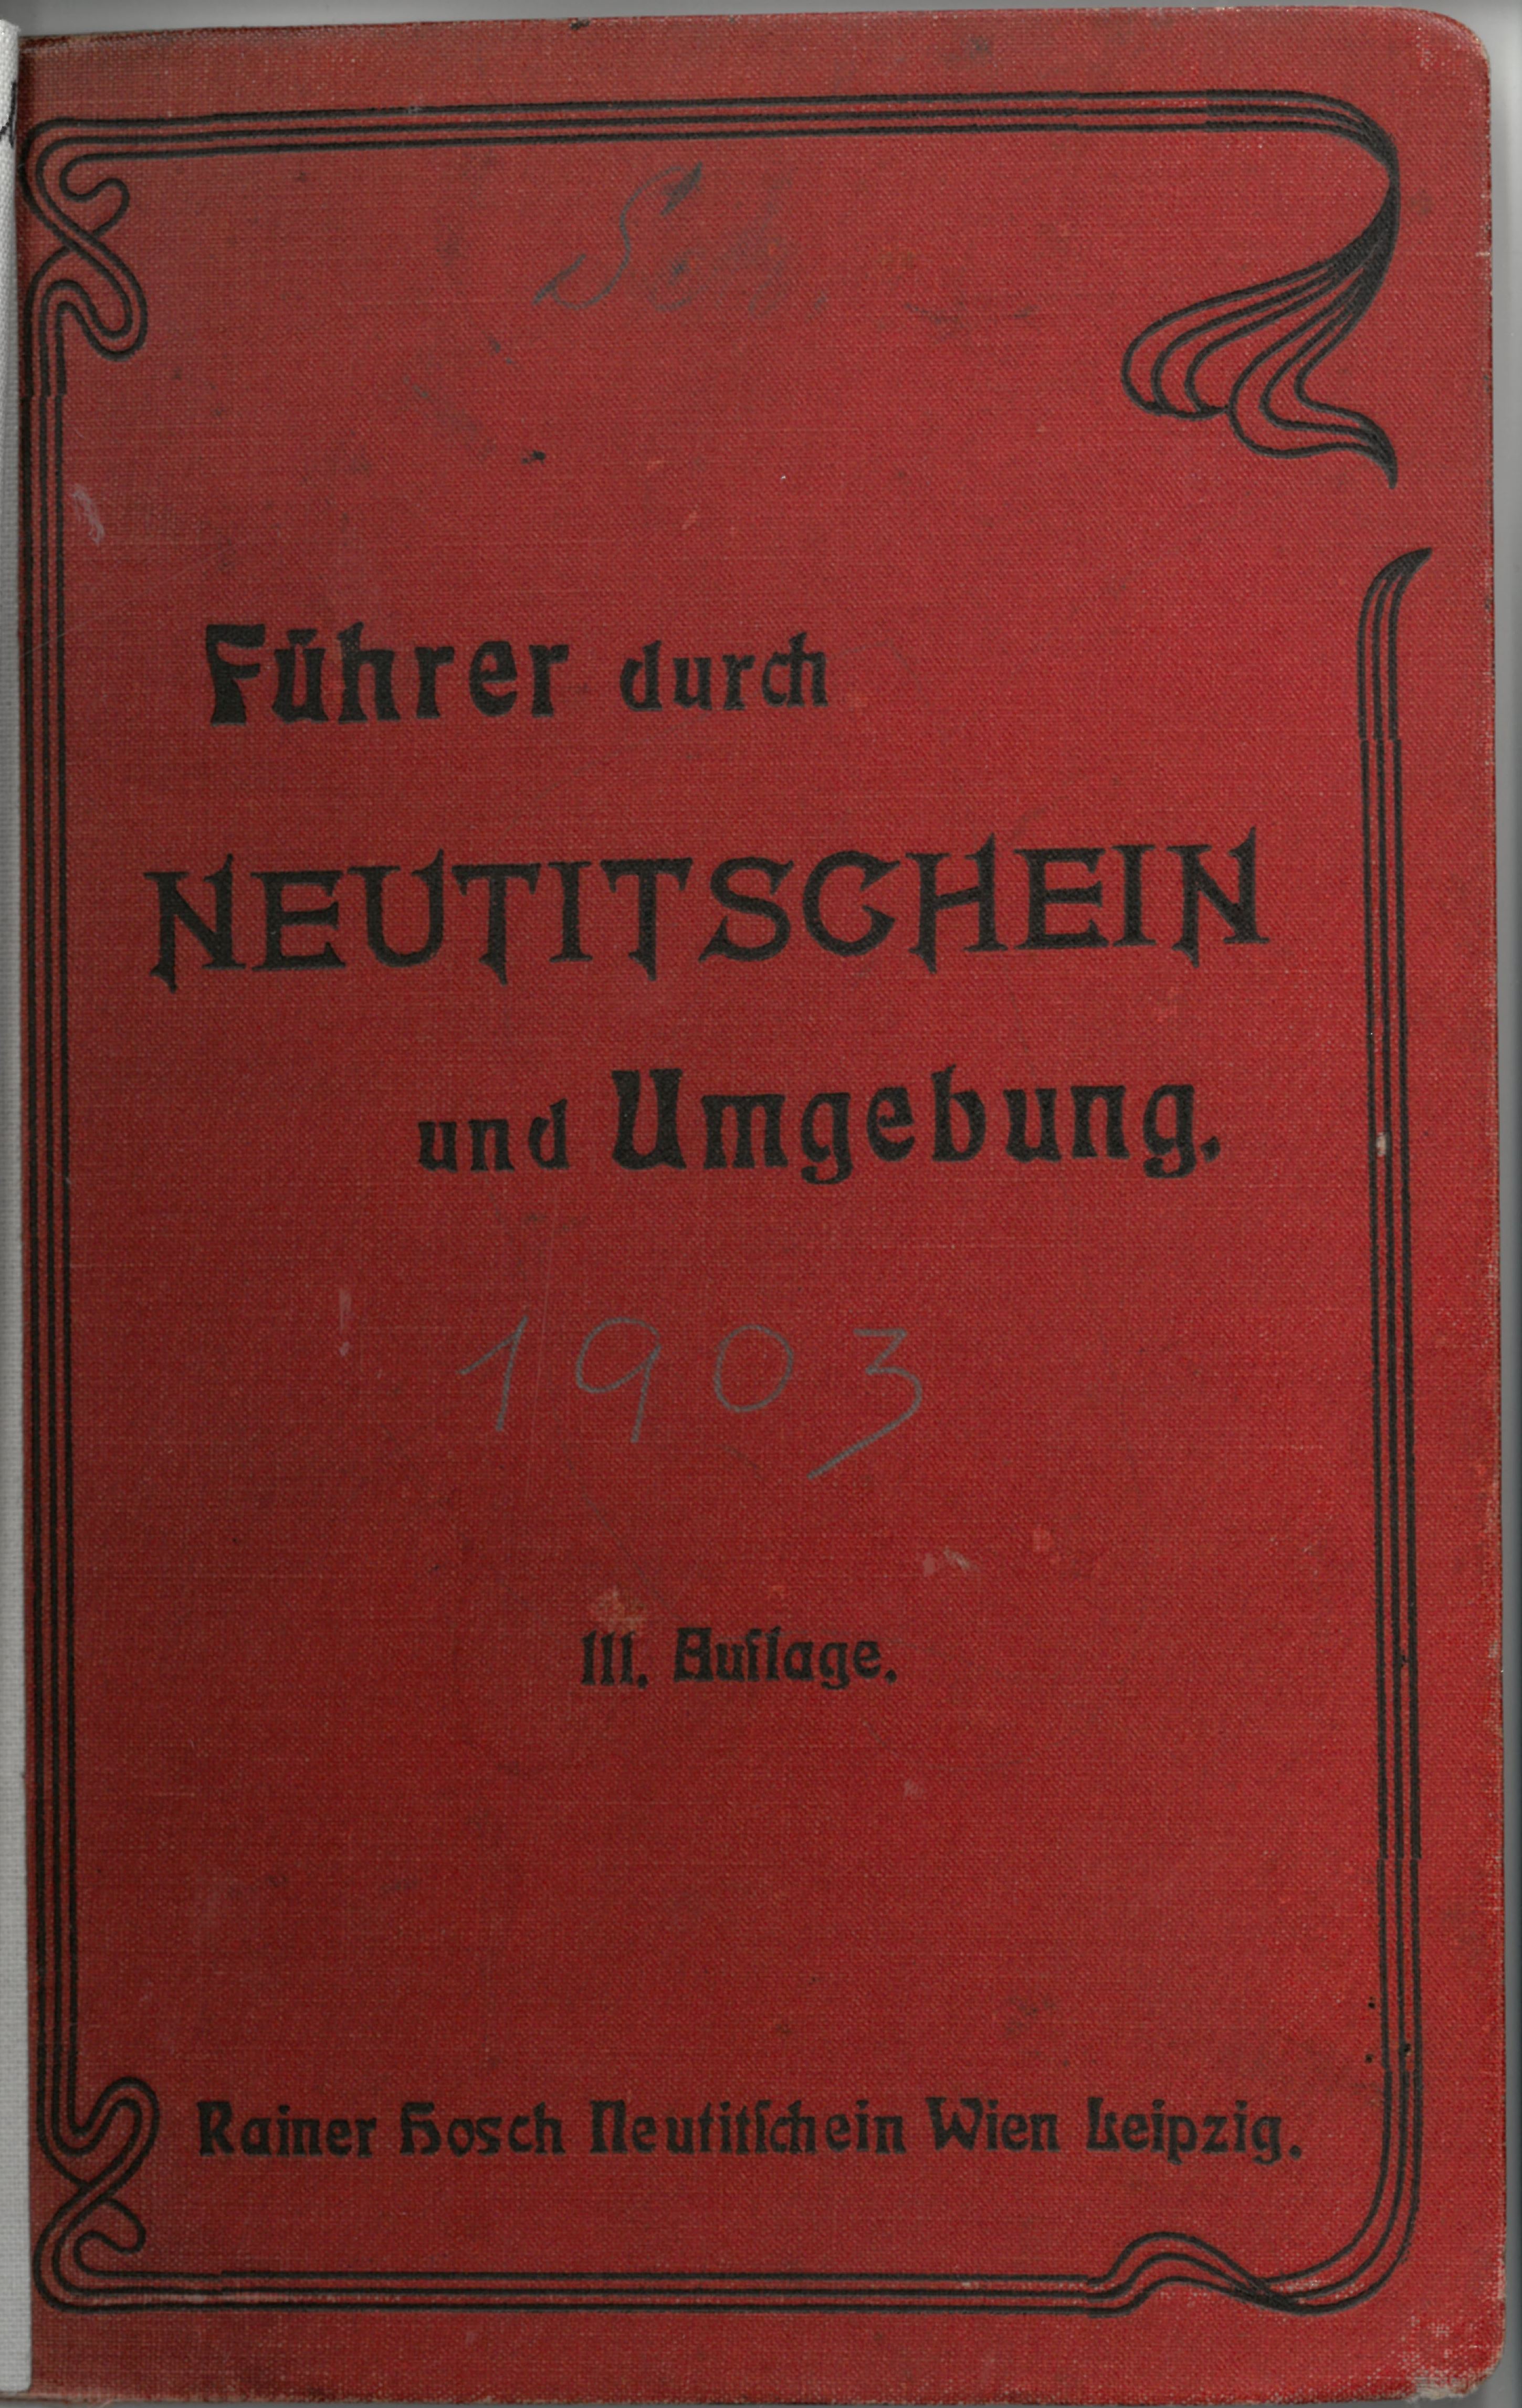 Führer durch
NEUTITSCHEIN
und Umgebung.
1903
III. Auflage.
Rainer Hosch Neutitſchein Wien Leipzig.